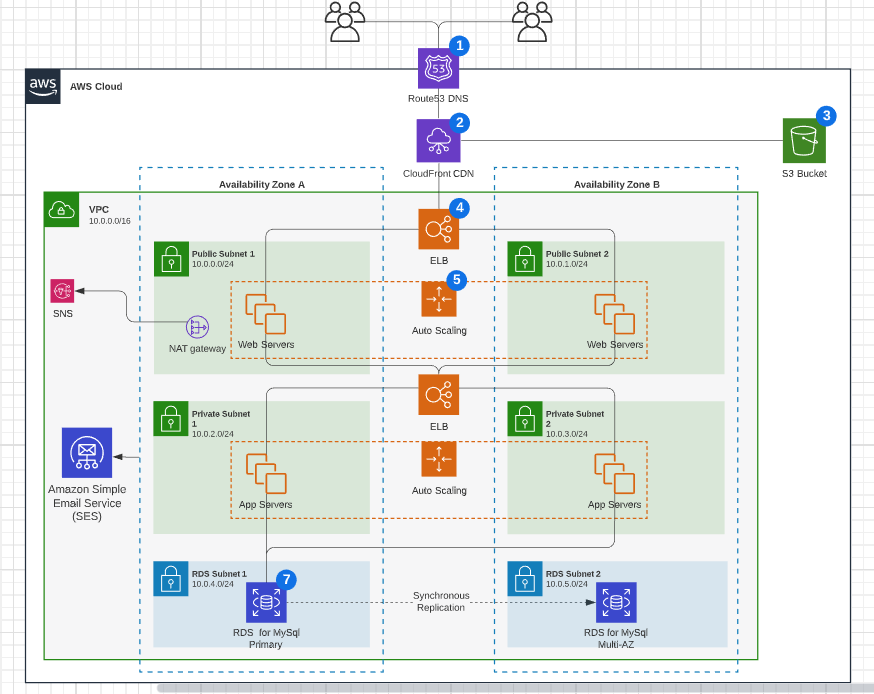 1
53
Route53 DNS
aws
AWS Cloud
2
CloudFront CDN
3
S3 Bucket
Availability Zone A
Availability Zone B
VPC
10.0.0.0/16
4
ELB
Public Subnet 1
10.0.0.0/24
Public Subnet 2
10.0.1.0/24
5
Auto Scaling
SNS
NAT gateway
Web Servers
Web Servers
ELB
Private Subnet
1
10.0.2.0/24
Private Subnet
2
10.0.3.0/24
Auto Scaling
Amazon Simple
Email Service
(SES)
App Servers
App Servers
RDS Subnet 1
10.0.4.0/24
RDS Subnet 2
10.0.5.0/24
7
Synchronous
Replication
RDS for MySql
Primary
RDS for MySql
Multi-AZ